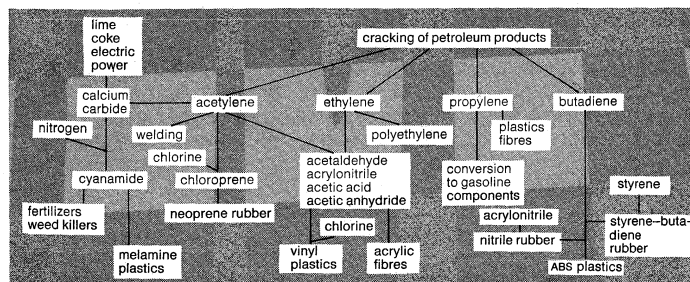 lime
coke
electric
power
cracking of petroleum products
calcium
carbide
acetylene
ethylene
propylene
butadiene
nitrogen
welding
polyethylene
plastics
fibres
chlorine
acetaldehyde
acrylonitrile
acetic acid
acetic anhydride
cyanamide
chloroprene
conversion
to gasoline
components
styrene
fertilizers
weed killers
neoprene rubber
chlorine
acrylonitrile
nitrile rubber
styrene-buta-
diene
rubber
melamine
plastics
vinyl
plastics
acrylic
fibres
ABS plastics